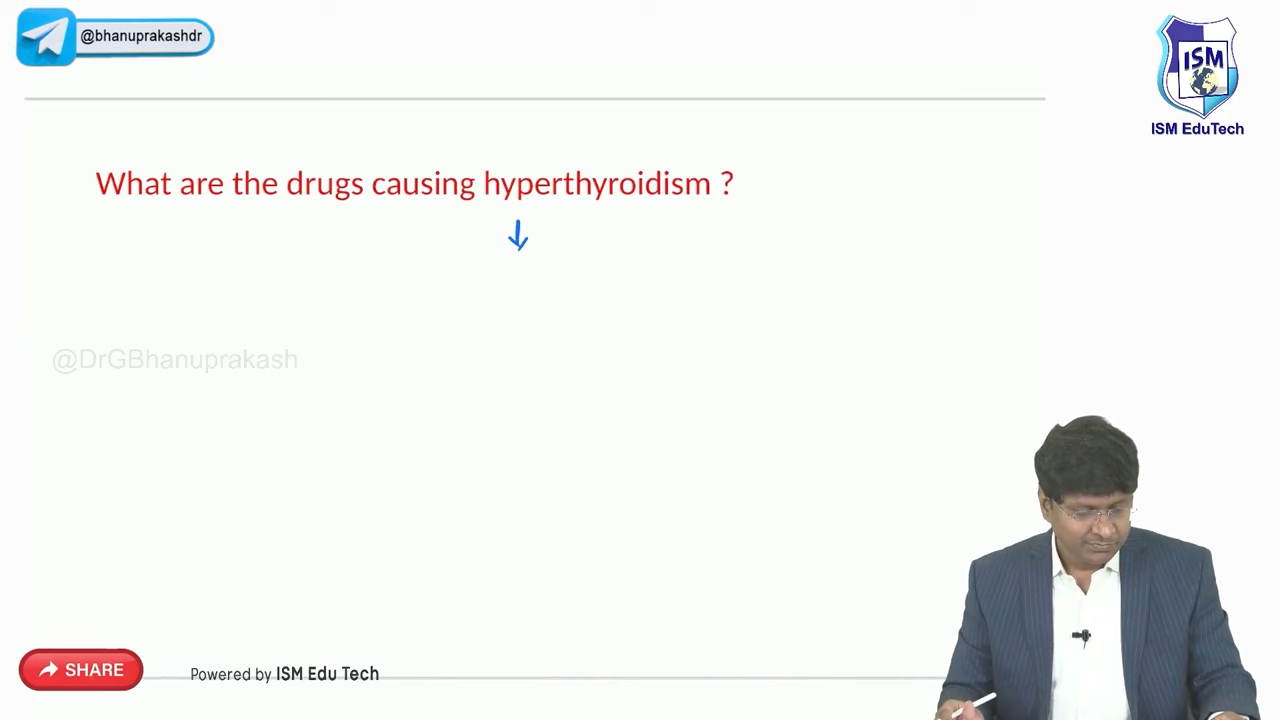 @bhanuprakashdr
ISM
ISM EduTech
What are the drugs causing hyperthyroidism ?
@DrGBhanuprakash
SHARE
Powered by ISM Edu Tech